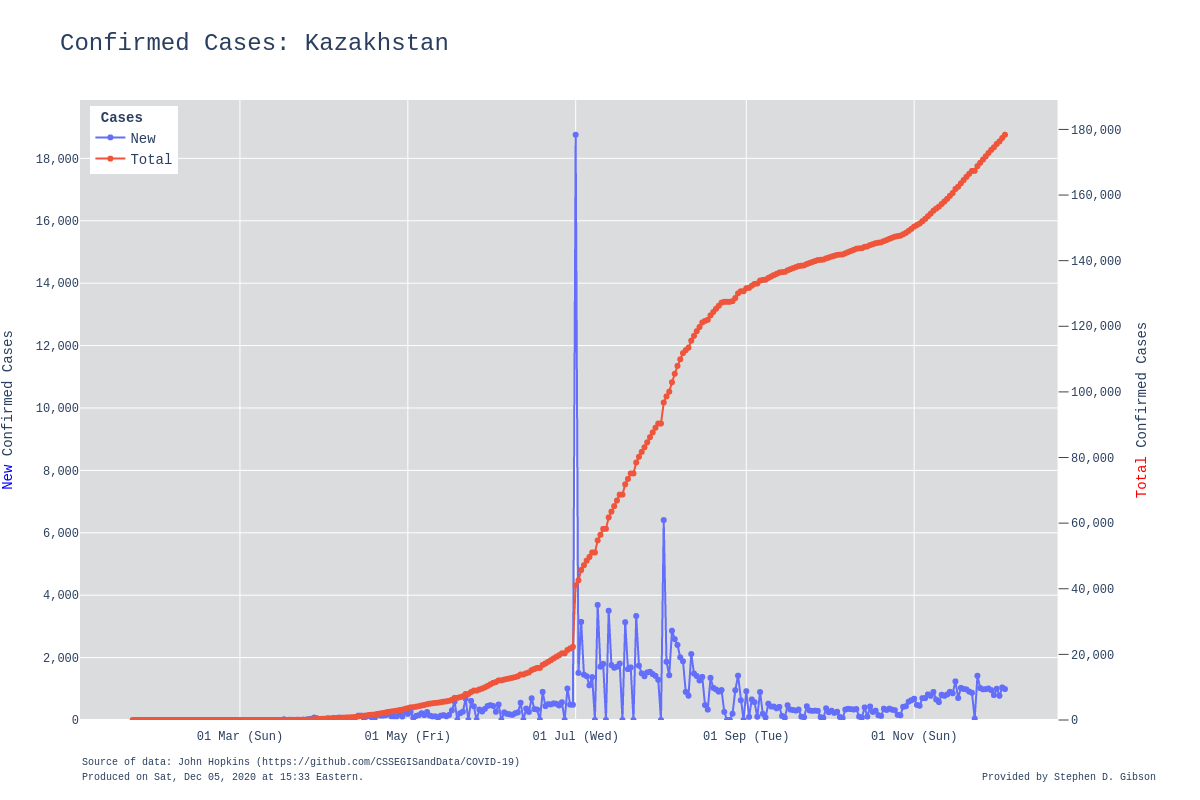 Confirmed Cases: Kazakhstan
Cases
New
Total
18,000
16,000
14,000
12,000
10,000
8,000
6,000
4,000
2,000
0
New Confirmed Cases
180,000
160,000
140,000
120,000
100,000
80,000
60,000
40,000
20,000
0
Total Confirmed Cases
01 Mar (Sun) 01 May (Fri) 01 Jul (Wed) 01 Sep (Tue) 01 Nov (Sun)
Source of data: John Hopkins (https://github.com/CSSEGISandData/COVID-19)
Produced on Sat, Dec 05, 2020 at 15:33 Eastern.
Provided by Stephen D. Gibson